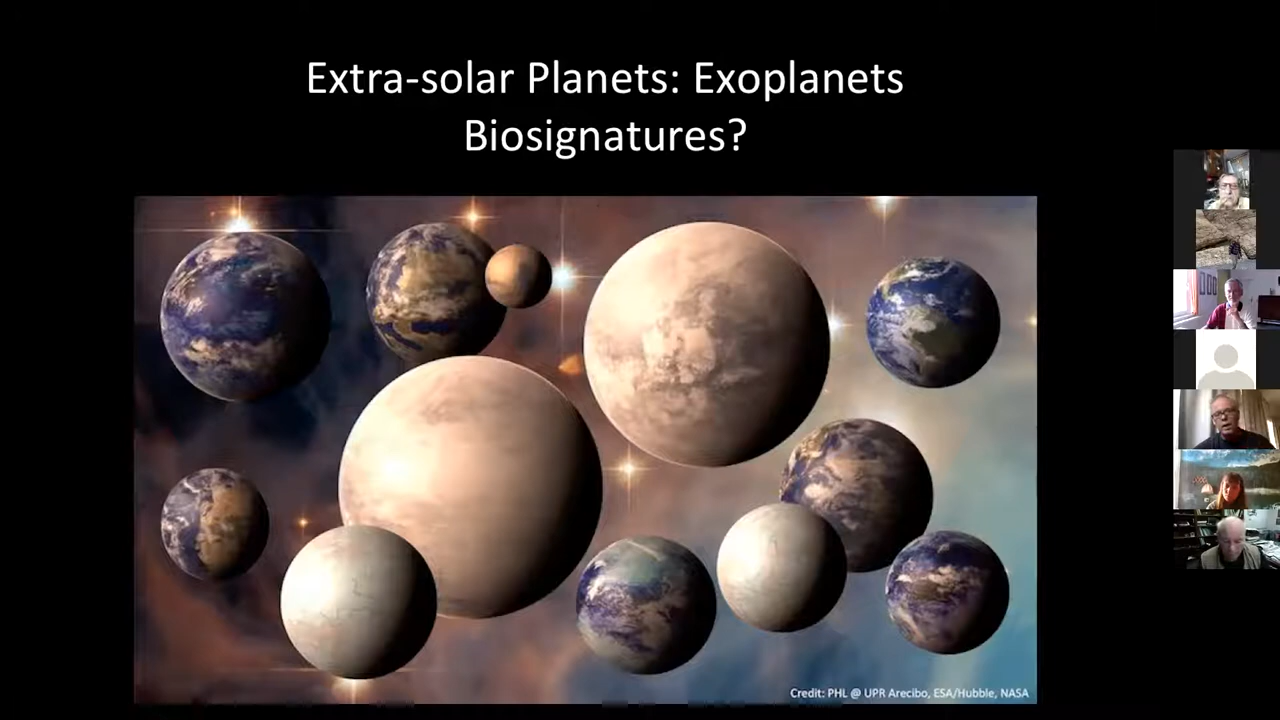 Extra-solar Planets: Exoplanets
Biosignatures?
Credit: PHL @ UPR Arecibo, ESA/Hubble, NASA